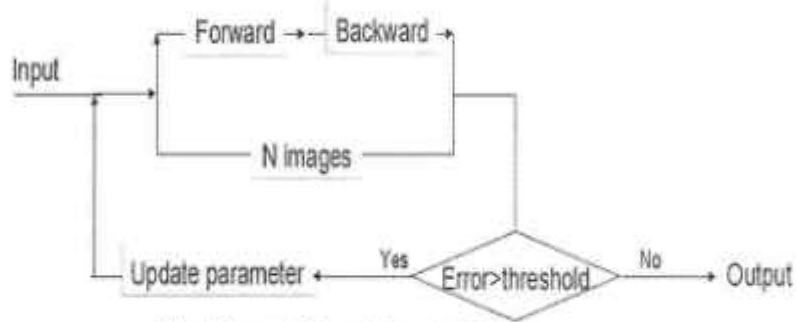 Forward
Backward
Input
N images
Yes
No
Update parameter
Error>threshold
Output